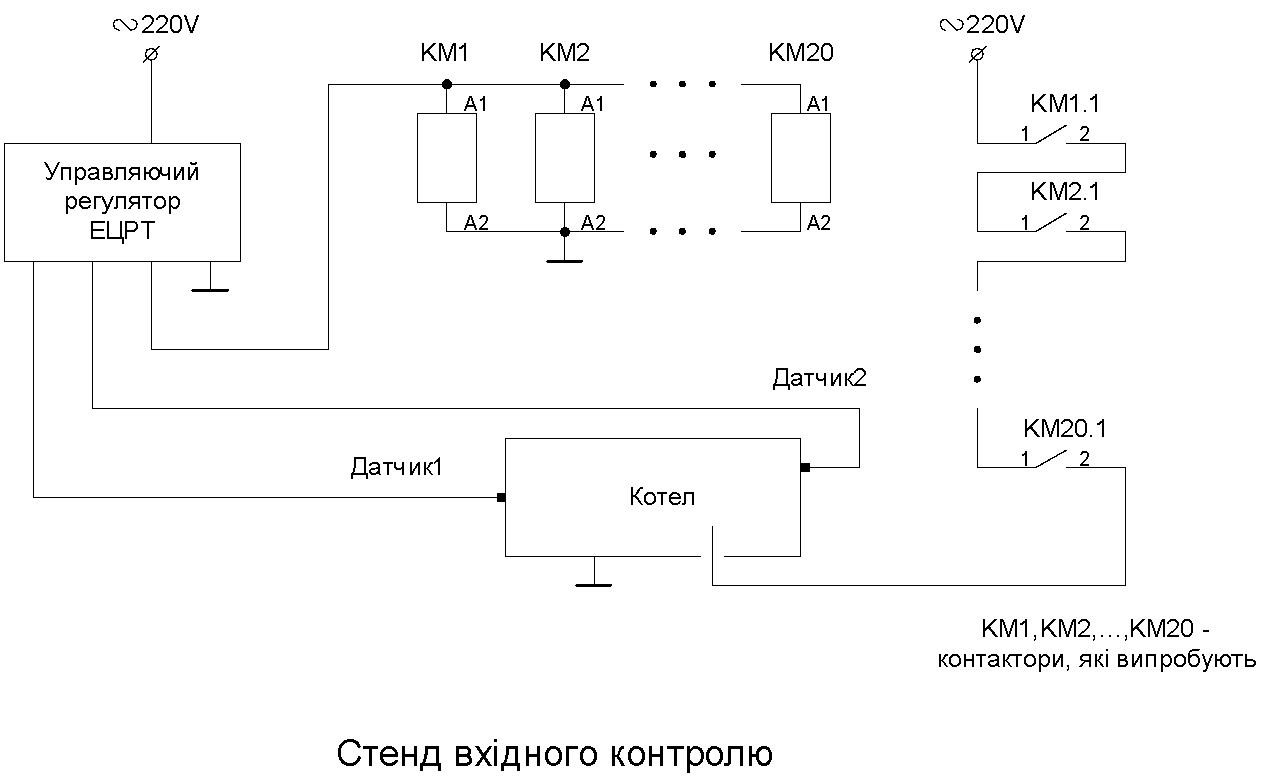 ∾220V
∾220V
KM1
KM2
KM20
A1
A1
A1
KM1.1
1
2
Управляючий
регулятор
ЕЦРТ
KM2.1
A2
A2
A2
1
2
Датчик2
KM20.1
1
2
Датчик1
Котел
KM1,KM2,...,KM20 -
контактори, які випробують
Стенд вхідного контролю